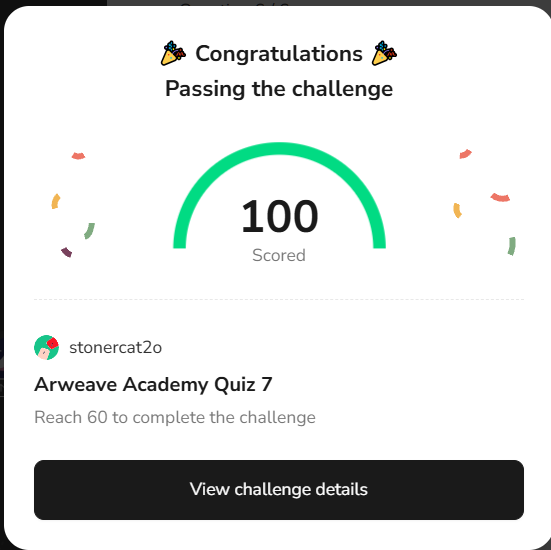 Congratulations
Passing the challenge
100
Scored
stonercat2o
Arweave Academy Quiz 7
Reach 60 to complete the challenge
View challenge details